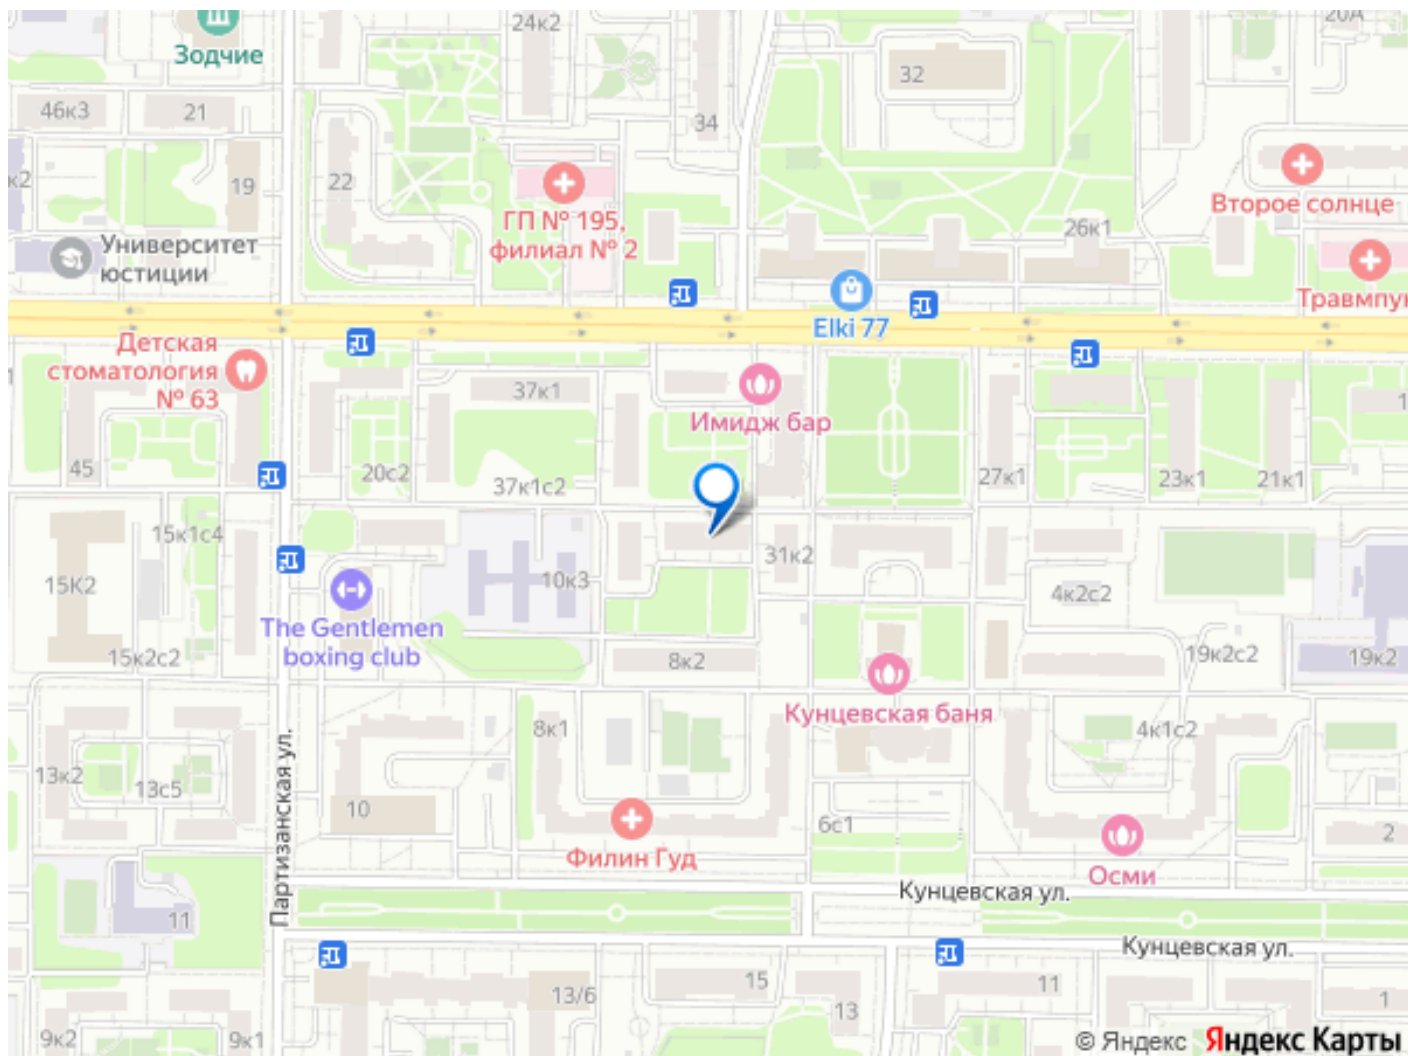 24к2
20А
Зодчие
32
46к3
21
34
22
19
к2
ГП № 195,
филиал № 2
Второе солнце
26к1
Университет
юстиции
Травмпун
Elki 77
Детская
стоматология
№ 63
37к1
Имидж бар
1
45
20с2
37к1с2
27к1
23к1
21к1
15к1с4
31к2
15К2
10к3
4к2с2
The Gentlemen
boxing club
15к2с2
8к2
19к2с2
19к2
Кунцевская баня
8к1
4к1с2
13к2
13с5
Партизанская ул.
10
6с1
2
Филин Гуд
Осми
Кунцевская ул.
11
Кунцевская ул.
15
11
13/6
13
1
9к2
9к1
© Яндекс Яндекс Карты